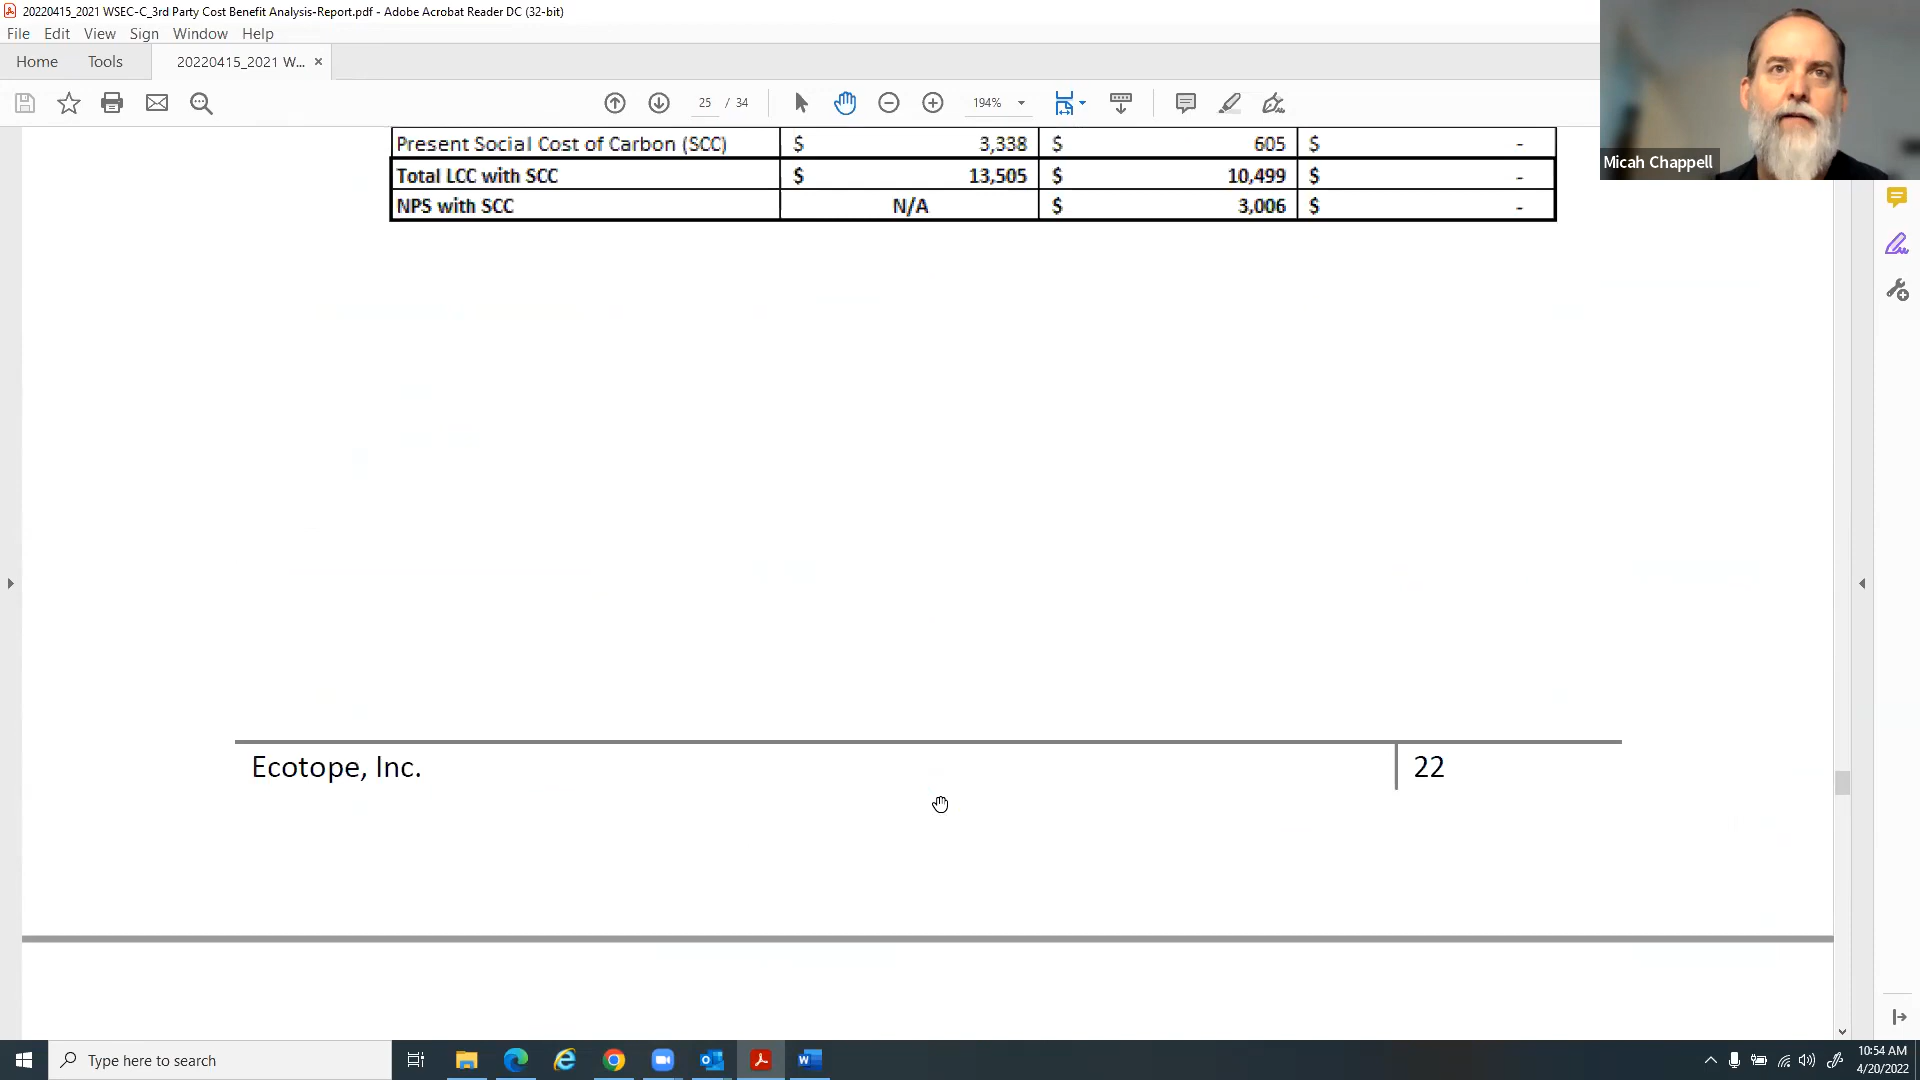 20220415_2021 WSEC-C_3rd Party Cost Benefit Analysis-Report.pdf - Adobe Acrobat Reader DC (32-bit)
File Edit View Sign Window Help
Home Tools 20220415_2021 W... ×
25 / 34 194%
Micah Chappell
Present Social Cost of Carbon (SCC) $ 3,338 $ 605 $ -
Total LCC with SCC $ 13,505 $ 10,499 $ -
NPS with SCC N/A $ 3,006 $ -
Ecotope, Inc. 22
Type here to search
10:54 AM
4/20/2022